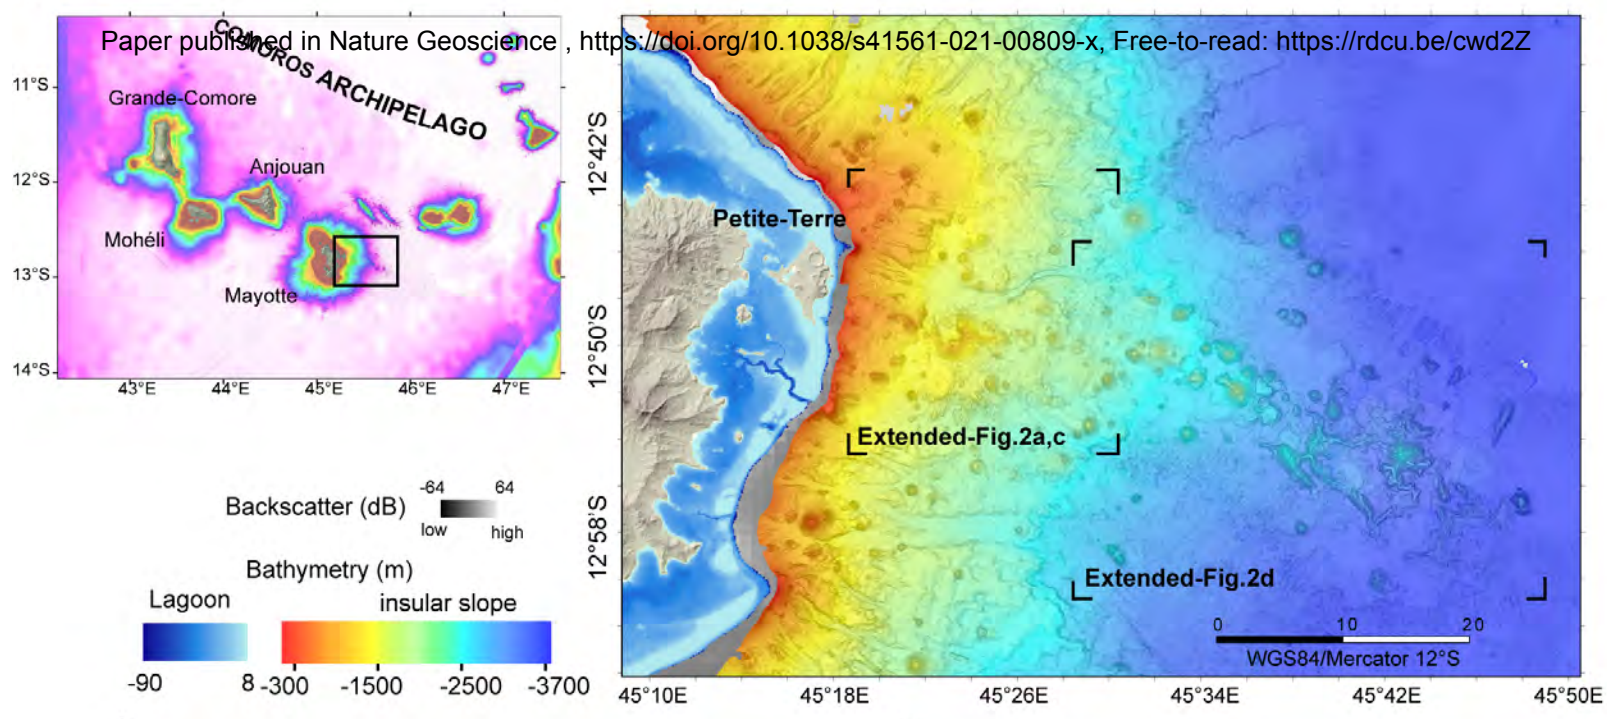 Paper published in Nature Geoscience , https://doi.org/10.1038/s41561-021-00809-x, Free-to-read: https://rdcu.be/cwd2Z
COMOROS ARCHIPELAGO
11°S
12°S
13°S
14°S
Grande-Comore
Anjouan
Mohéli
Mayotte
43°E 44°E 45°E 46°E 47°E
Backscatter (dB)
-64 64
low high
Bathymetry (m)
Lagoon insular slope
-90 8 -300 -1500 -2500 -3700
12°42'S
12°50'S
12°58'S
Petite-Terre
Extended-Fig.2a,c
Extended-Fig.2d
0 10 20
WGS84/Mercator 12°S
45°10E 45°18E 45°26E 45°34E 45°42E 45°50E